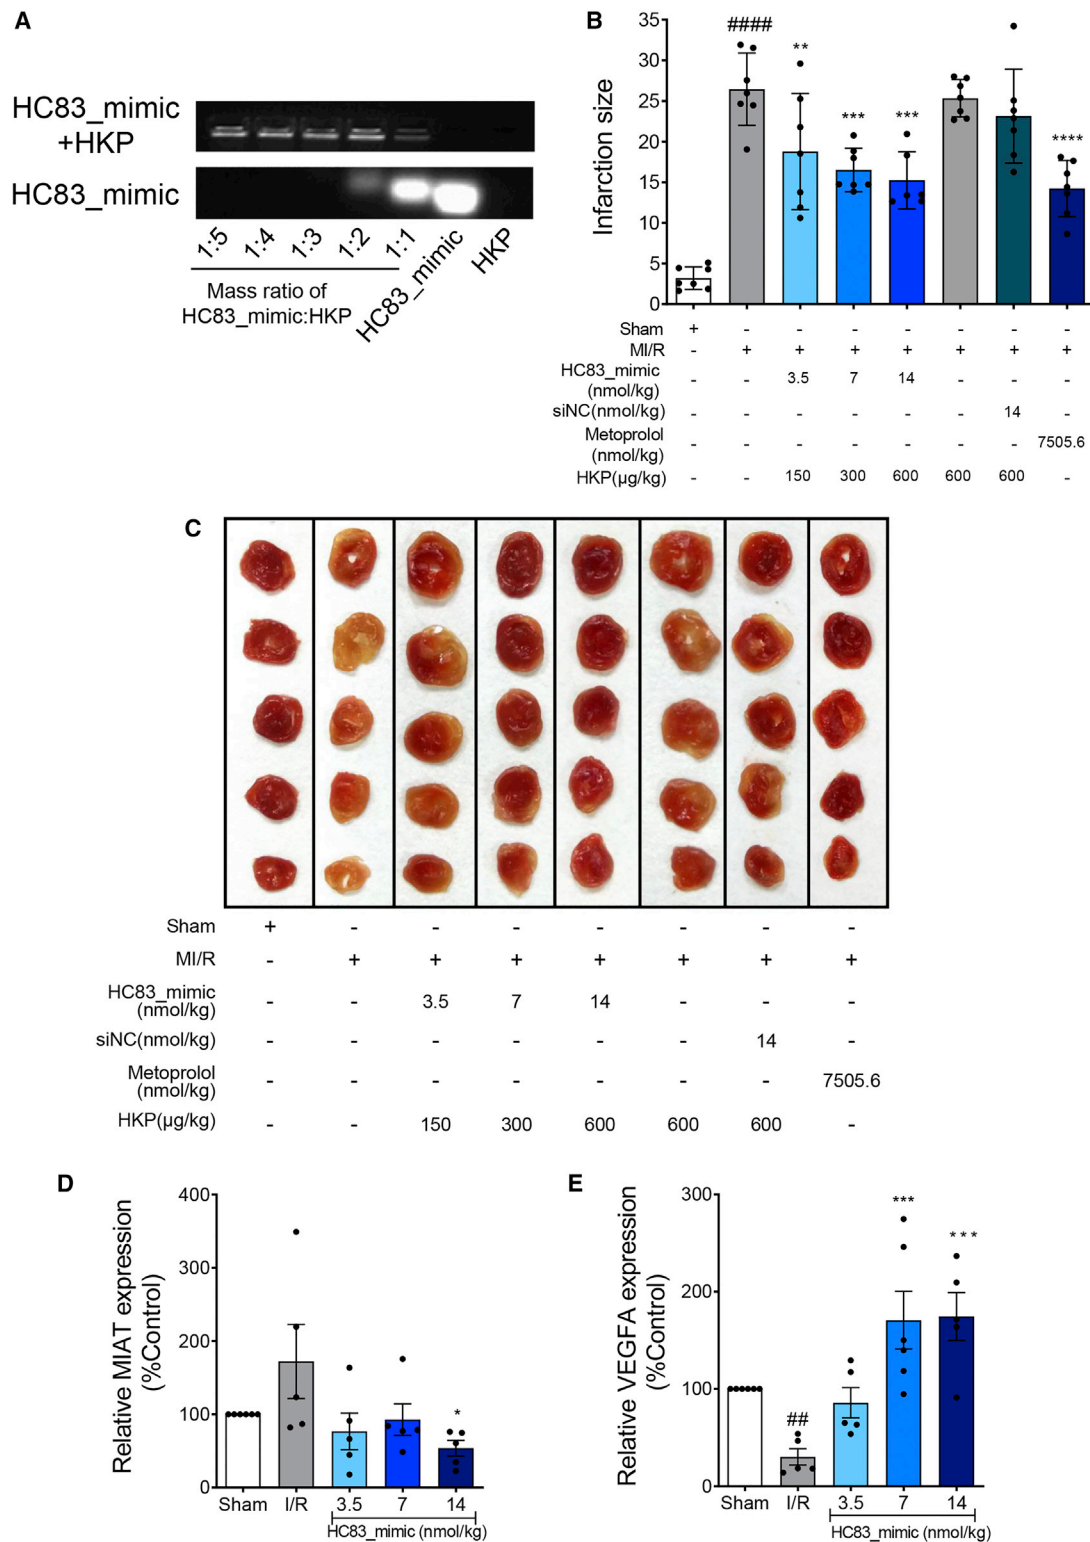 A
HC83_mimic
+HKP
HC83_mimic
1:5 1:4 1:3 1:2 1:1 HC83_mimic HKP
Mass ratio of
HC83_mimic:HKP
B
Infarction size
35
30
25
20
15
10
5
0
#### ** *** *** ****
Sham + - - - - - - -
MI/R - + + + + + + +
HC83_mimic
(nmol/kg) - - 3.5 7 14 - - -
siNC(nmol/kg) - - - - - - 14 -
Metoprolol
(nmol/kg) - - - - - - - 7505.6
HKP(µg/kg) - - 150 300 600 600 600 -
C
Sham + - - - - - - -
MI/R - + + + + + + +
HC83_mimic
(nmol/kg) - - 3.5 7 14 - - -
siNC(nmol/kg) - - - - - - 14 -
Metoprolol
(nmol/kg) - - - - - - - 7505.6
HKP(µg/kg) - - 150 300 600 600 600 -
D
Relative MIAT expression
(%Control)
400
300
200
100
0
*
Sham I/R 3.5 7 14
HC83_mimic (nmol/kg)
E
Relative VEGFA expression
(%Control)
300
200
100
0
## *** ***
Sham I/R 3.5 7 14
HC83_mimic (nmol/kg)